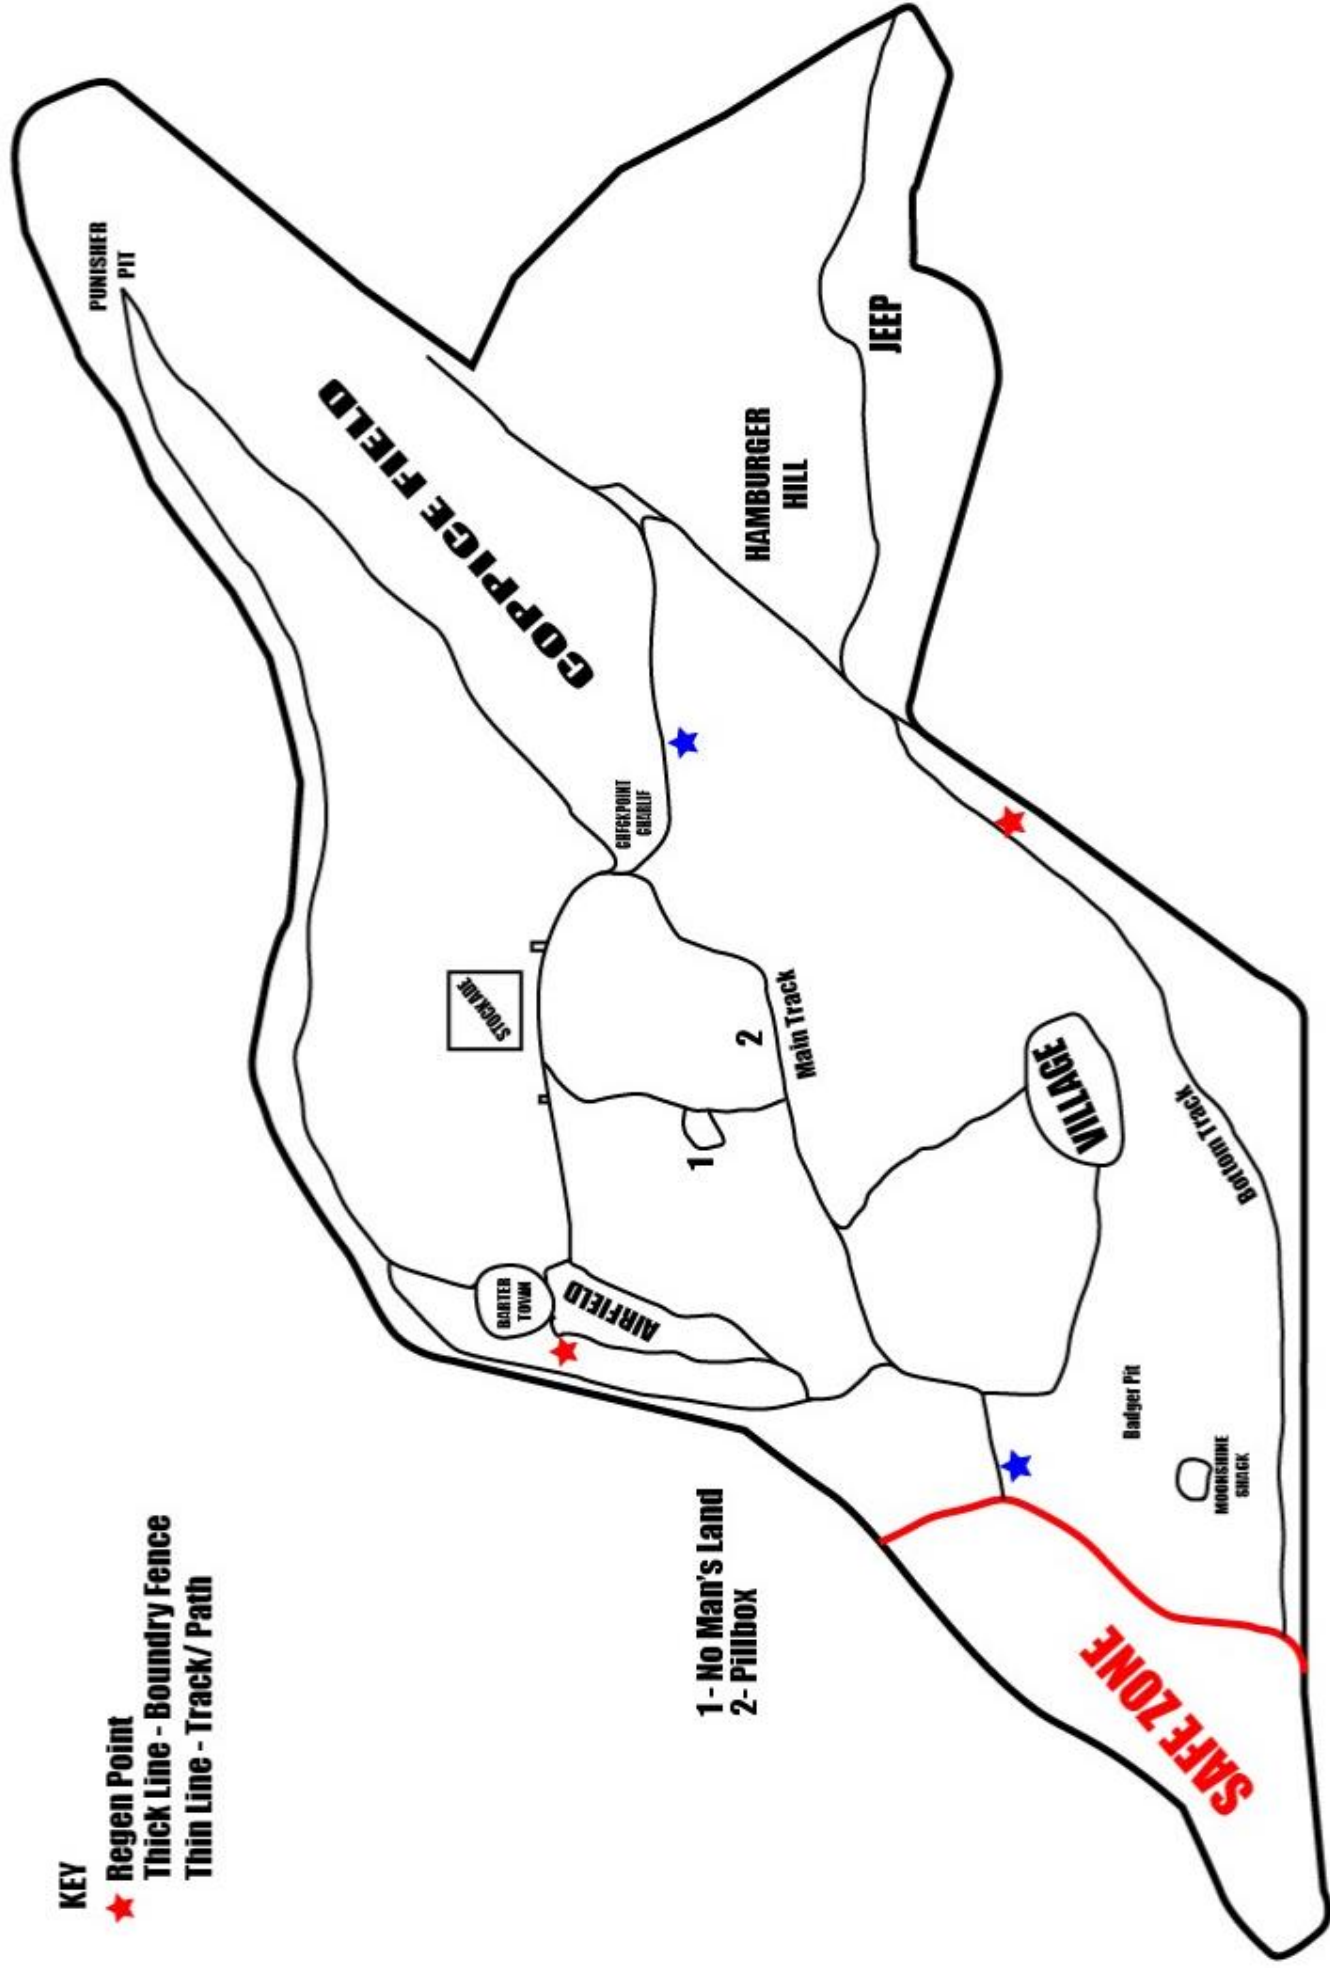 KEY
Regen Point
Thick Line - Boundry Fence
Thin Line - Track/ Path
1 - No Man's Land
2- Pillbox
SAFE ZONE
MOONSHINE
SHACK
Badger Pit
BARTER
TOWN
AIRFIELD
1
2
Main Track
VILLAGE
Bottom Track
STOCKADE
CHECKPOINT
CHARLIE
COPPICE FIELD
HAMBURGER
HILL
JEEP
PUNISHER
PIT